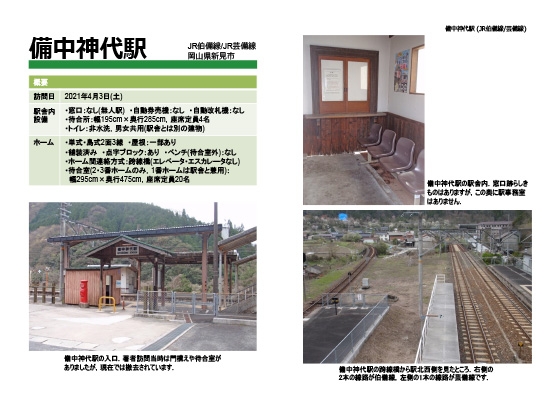 備中神代駅 (JR伯備線/芸備線)
備中神代駅
JR伯備線/JR芸備線
岡山県新見市
概要
訪問日
2021年4月3日(土)
駅舎内
設備
・窓口:なし(無人駅) ・自動券売機:なし ・自動改札機:なし
・待合所:幅195cm×奥行285cm, 座席定員4名
・トイレ:非水洗, 男女共用(駅舎とは別の建物)
ホーム
・単式・島式2面3線 ・屋根:一部あり
・舗装済み ・点字ブロック:あり ・ベンチ(待合室外):なし
・ホーム間連絡方式:跨線橋(エレベータ・エスカレータなし)
・待合室(2・3番ホームのみ, 1番ホームは駅舎と兼用):
幅295cm×奥行475cm, 座席定員20名
備中神代駅の入口. 著者訪問当時は門構えや待合室が
ありましたが, 現在では撤去されています.
備中神代駅の駅舎内. 窓口跡らしき
ものはありますが, この奥に駅事務室
はありません.
備中神代駅の跨線橋から駅北西側を見たところ. 右側の
2本の線路が伯備線, 左側の1本の線路が芸備線です.